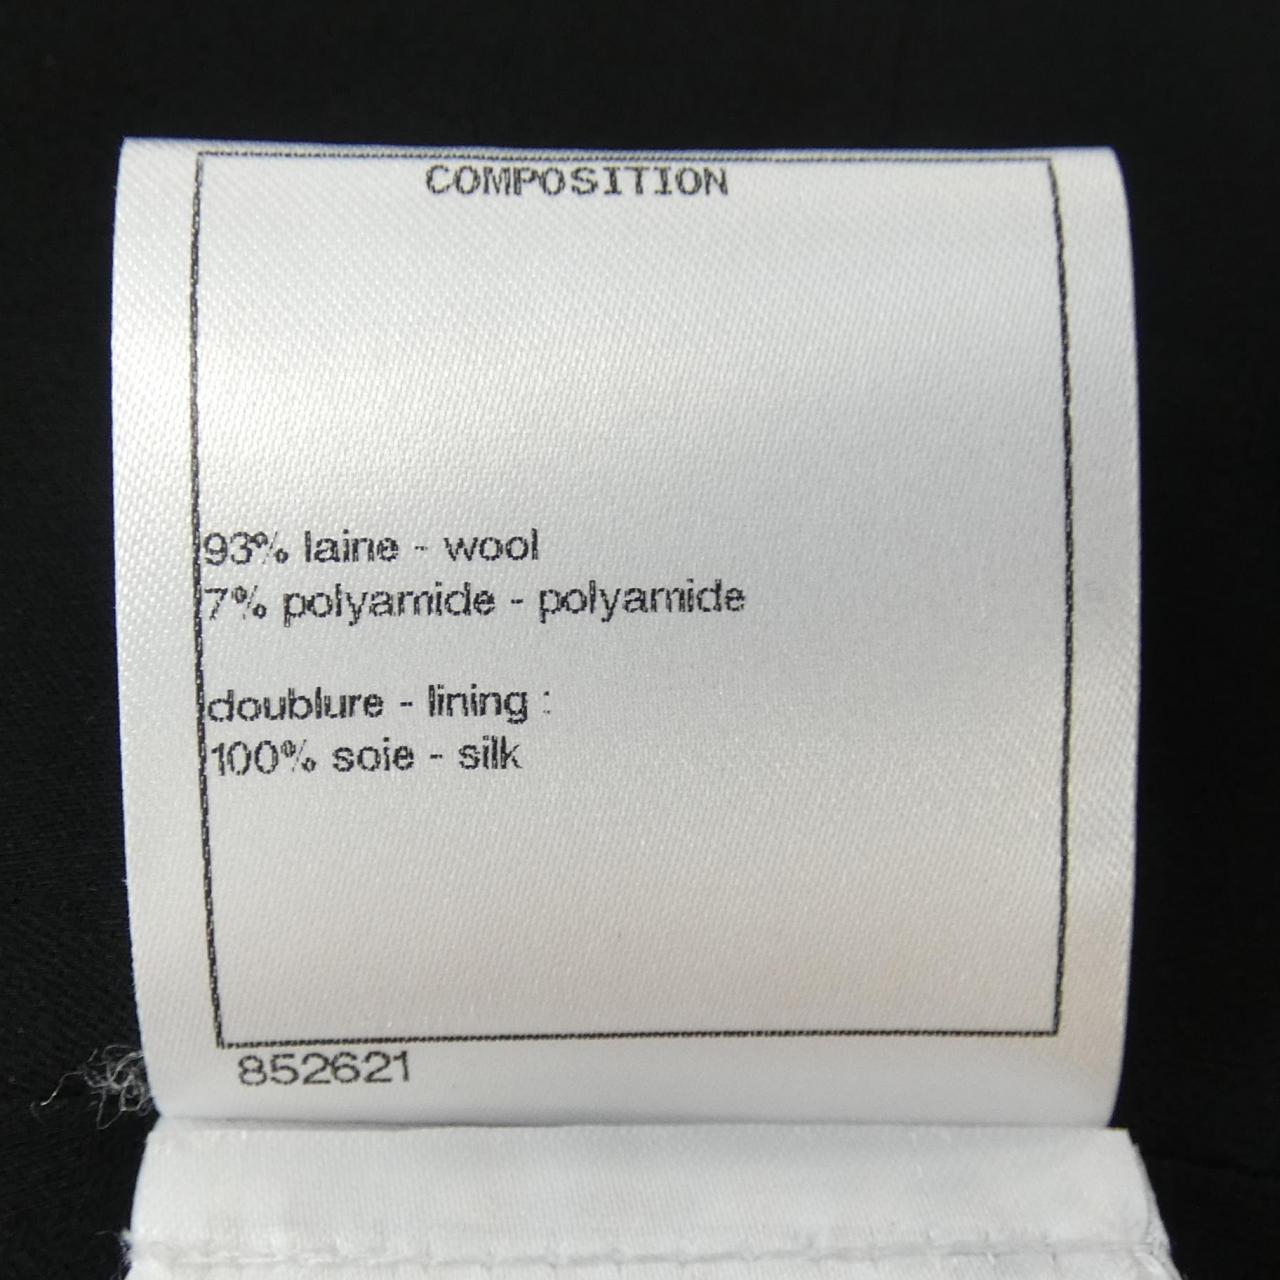 COMPOSITION
93% laine - wool
7% polyamide - polyamide
doublure - lining :
100% soie - silk
852621